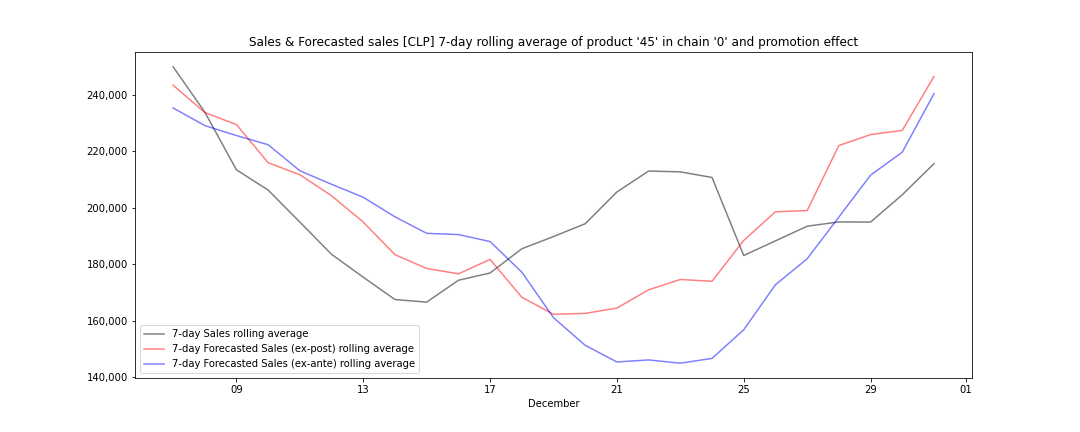 Sales & Forecasted sales [CLP] 7-day rolling average of product '45' in chain '0' and promotion effect
240,000
220,000
200,000
180,000
160,000
140,000
7-day Sales rolling average
7-day Forecasted Sales (ex-post) rolling average
7-day Forecasted Sales (ex-ante) rolling average
09 13 17 21 25 29 01
December